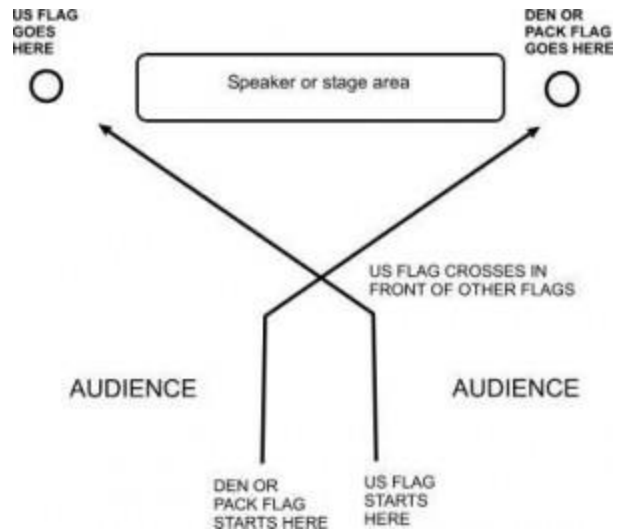 US FLAG
GOES
HERE
DEN OR
PACK FLAG
GOES HERE
Speaker or stage area
US FLAG CROSSES IN
FRONT OF OTHER FLAGS
AUDIENCE
AUDIENCE
DEN OR
PACK FLAG
STARTS HERE
US FLAG
STARTS
HERE